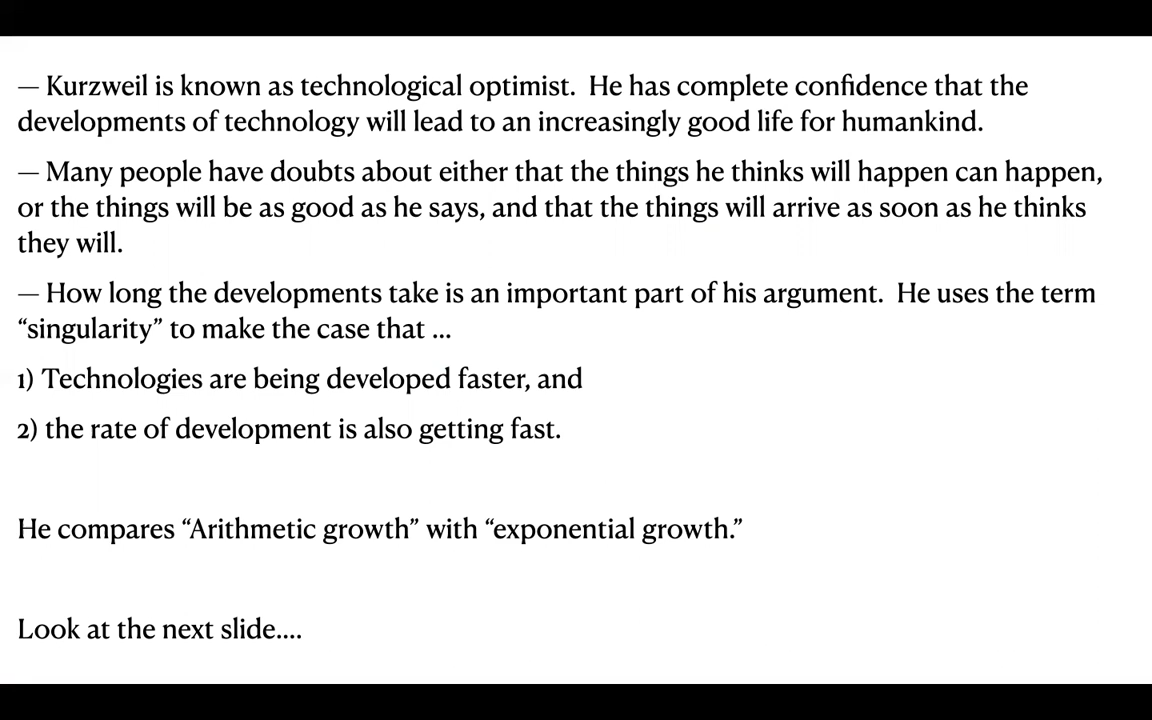 — Kurzweil is known as technological optimist.  He has complete confidence that the
developments of technology will lead to an increasingly good life for humankind.
— Many people have doubts about either that the things he thinks will happen can happen,
or the things will be as good as he says, and that the things will arrive as soon as he thinks
they will.
— How long the developments take is an important part of his argument.  He uses the term
“singularity” to make the case that ...
1) Technologies are being developed faster, and
2) the rate of development is also getting fast.
He compares “Arithmetic growth” with “exponential growth.”
Look at the next slide....